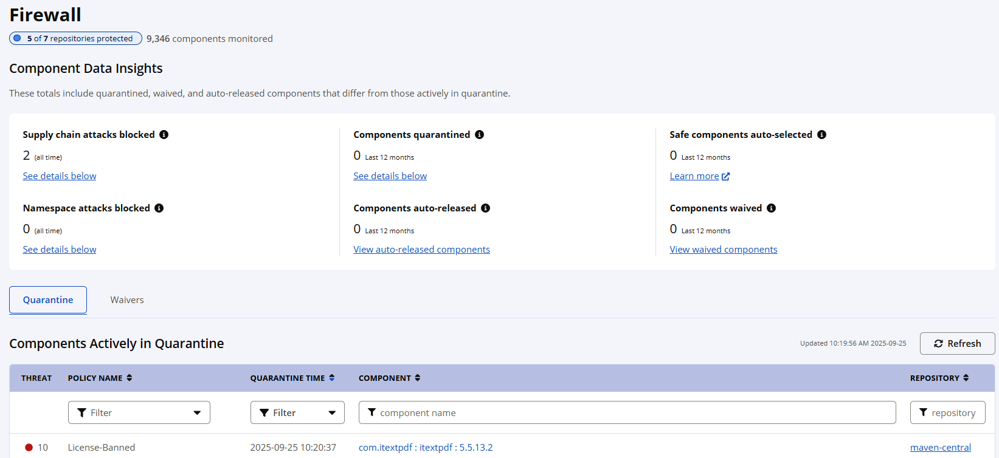 Firewall
5 of 7 repositories protected 9,346 components monitored
Component Data Insights
These totals include quarantined, waived, and auto-released components that differ from those actively in quarantine.
Supply chain attacks blocked
2 (all time)
See details below
Components quarantined
0 Last 12 months
See details below
Safe components auto-selected
0 Last 12 months
Learn more
Namespace attacks blocked
0 (all time)
See details below
Components auto-released
0 Last 12 months
View auto-released components
Components waived
0 Last 12 months
View waived components
Quarantine Waivers
Components Actively in Quarantine Updated 10:19:56 AM 2025-09-25 Refresh
THREAT POLICY NAME QUARANTINE TIME COMPONENT REPOSITORY
Filter Filter component name repository
10 License-Banned 2025-09-25 10:20:37 com.itextpdf : itextpdf : 5.5.13.2 maven-central